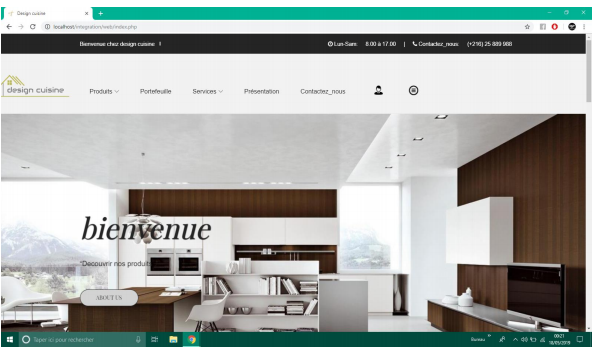 Design cuisine
localhost/integration/web/index.php
Bienvenue chez design cuisine !
Lun-Sam: 8.00 à 17.00 | Contactez_nous: (+216) 25 889 988
design cuisine
Produits Portefeuille Services Présentation Contactez_nous
bienvenue
"Decouvrir nos produits
ABOUT US
Taper ici pour rechercher
Bureau
00:21
18/05/2019